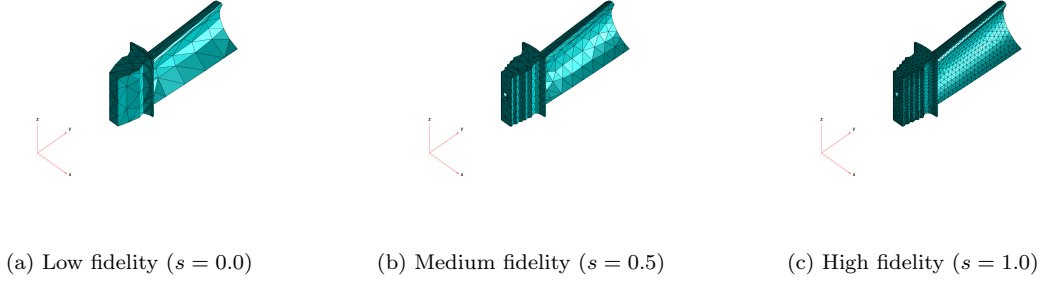 z
y
x
z
y
x
z
y
x
(a) Low fidelity (s = 0.0)
(b) Medium fidelity (s = 0.5)
(c) High fidelity (s = 1.0)